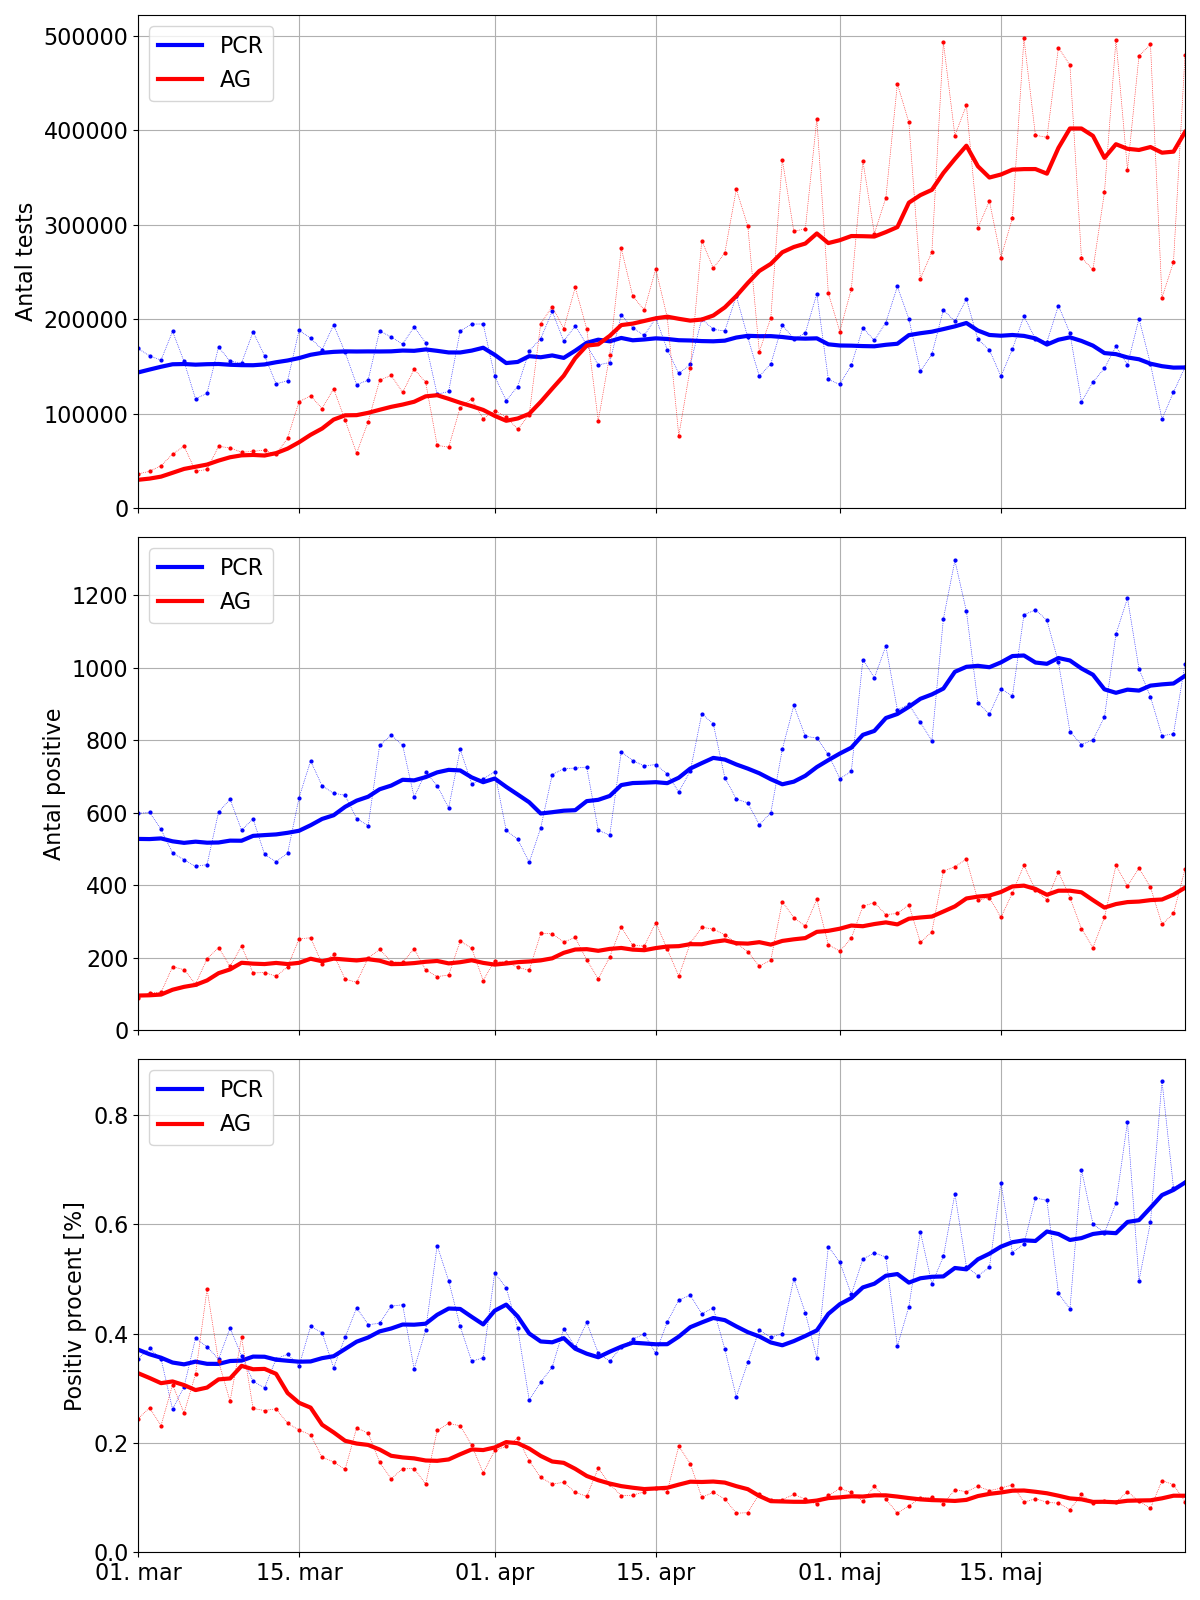 500000
400000
300000
200000
100000
0
Antal tests
PCR
AG
1200
1000
800
600
400
200
0
Antal positive
PCR
AG
0.8
0.6
0.4
0.2
0.0
Positiv procent [%]
PCR
AG
01. mar 15. mar 01. apr 15. apr 01. maj 15. maj